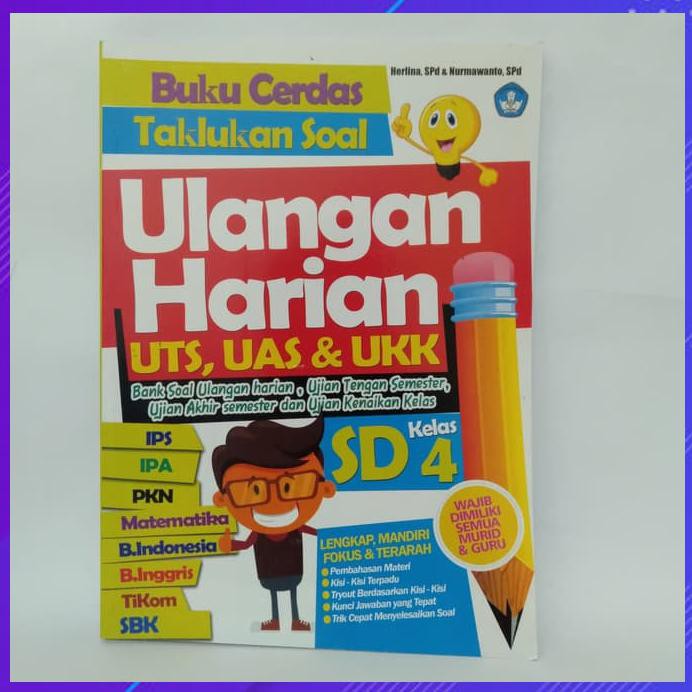 Herlina, SPd & Nurmawanto, SPd
Buku Cerdas
Taklukan Soal
Ulangan
Harian
UTS, UAS & UKK
Bank Soal Ulangan harian , Ujian Tengan Semester,
Ujian Akhir semester dan Ujian Kenaikan Kelas
SD Kelas 4
IPS
IPA
PKN
Matematika
B.Indonesia
B.Inggris
TiKom
SBK
LENGKAP, MANDIRI
FOKUS & TERARAH
• Pembahasan Materi
• Kisi - Kisi Terpadu
• Tryout Berdasarkan Kisi - Kisi
• Kunci Jawaban yang Tepat
• Trik Cepat Menyelesaikan Soal
WAJIB
DIMILIKI
SEMUA
MURID
& GURU